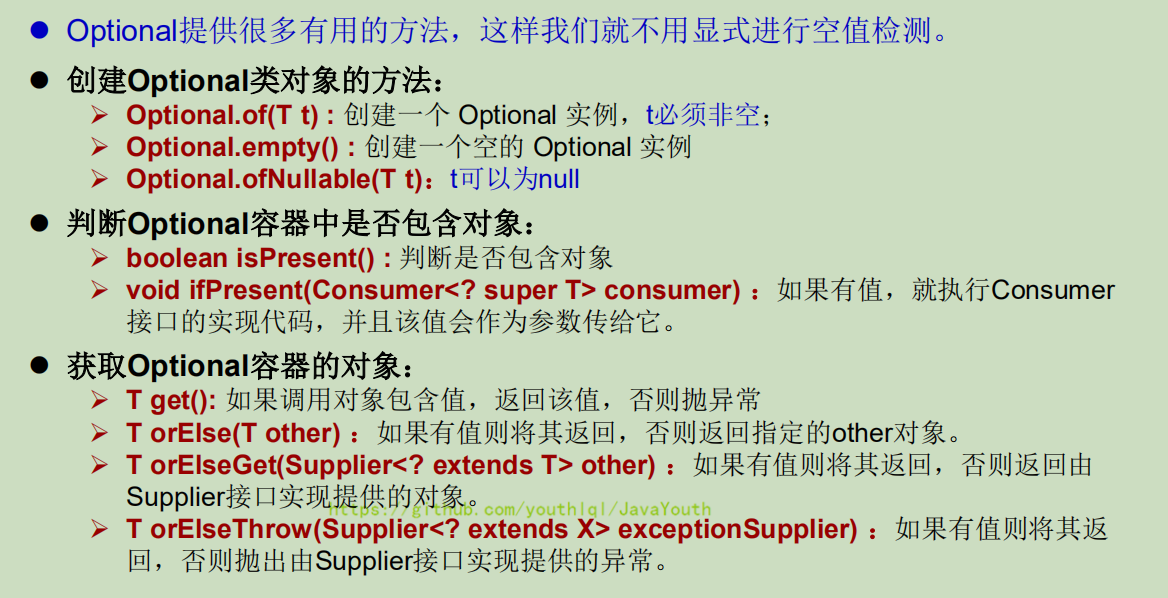 Optional提供很多有用的方法，这样我们就不用显式进行空值检测。
创建Optional类对象的方法：
Optional.of(T t) : 创建一个 Optional 实例，t必须非空；
Optional.empty() : 创建一个空的 Optional 实例
Optional.ofNullable(T t)：t可以为null
判断Optional容器中是否包含对象：
boolean isPresent() : 判断是否包含对象
void ifPresent(Consumer<? super T> consumer) ：如果有值，就执行Consumer
接口的实现代码，并且该值会作为参数传给它。
获取Optional容器的对象：
T get(): 如果调用对象包含值，返回该值，否则抛异常
T orElse(T other) ：如果有值则将其返回，否则返回指定的other对象。
T orElseGet(Supplier<? extends T> other) ：如果有值则将其返回，否则返回由
Supplier接口实现提供的对象。
https://github.com/youthlql/JavaYouth
T orElseThrow(Supplier<? extends X> exceptionSupplier) ：如果有值则将其返
回，否则抛出由Supplier接口实现提供的异常。